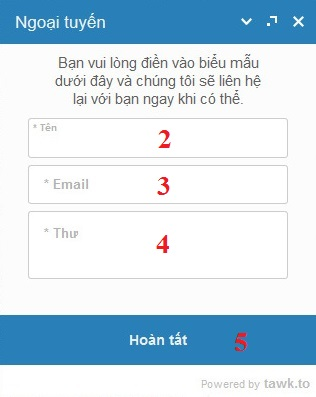 Ngoại tuyến
Bạn vui lòng điền vào biểu mẫu
dưới đây và chúng tôi sẽ liên hệ
lại với bạn ngay khi có thể.
* Tên
2
* Email
3
* Thư
4
Hoàn tất
5
Powered by tawk.to